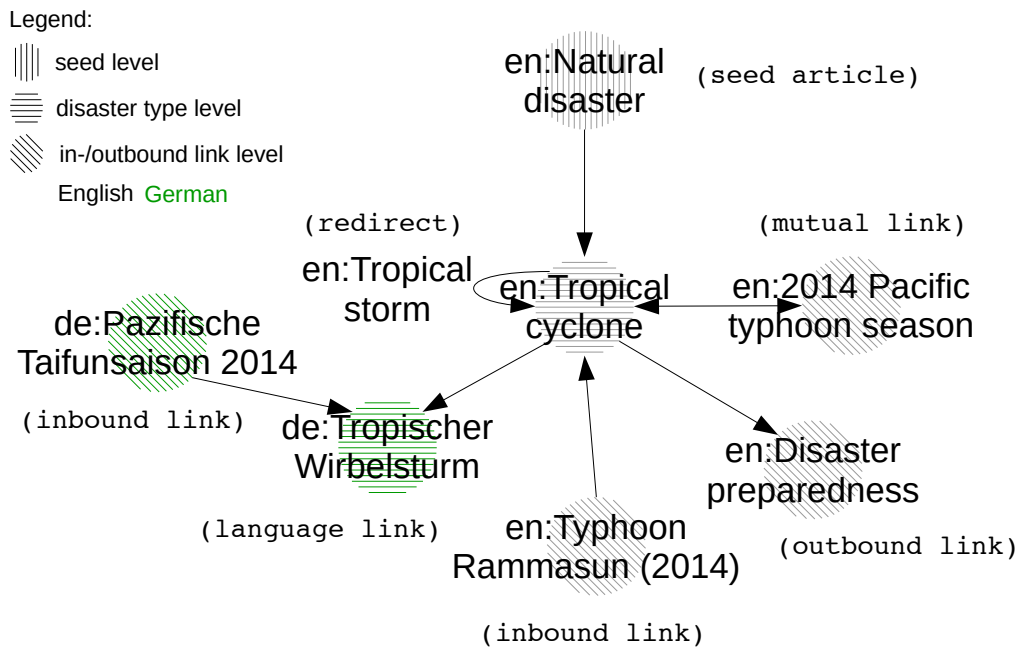 Legend:
seed level
disaster type level
in-/outbound link level
English German
en:Natural
disaster
(seed article)
(redirect)
en:Tropical
storm
en:Tropical
cyclone
(mutual link)
en:2014 Pacific
typhoon season
de:Pazifische
Taifunsaison 2014
(inbound link)
de:Tropischer
Wirbelsturm
(language link)
en:Disaster
preparedness
(outbound link)
en:Typhoon
Rammasun (2014)
(inbound link)